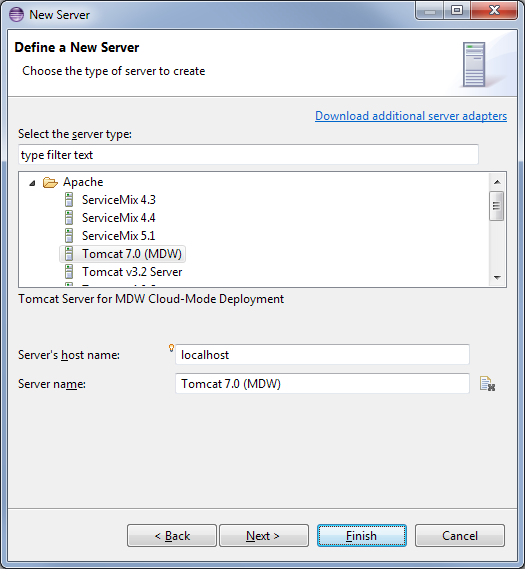 New Server
Define a New Server
Choose the type of server to create
Download additional server adapters
Select the server type:
type filter text
Apache
ServiceMix 4.3
ServiceMix 4.4
ServiceMix 5.1
Tomcat 7.0 (MDW)
Tomcat v3.2 Server
Tomcat Server for MDW Cloud-Mode Deployment
Server's host name:
localhost
Server name:
Tomcat 7.0 (MDW)
< Back
Next >
Finish
Cancel